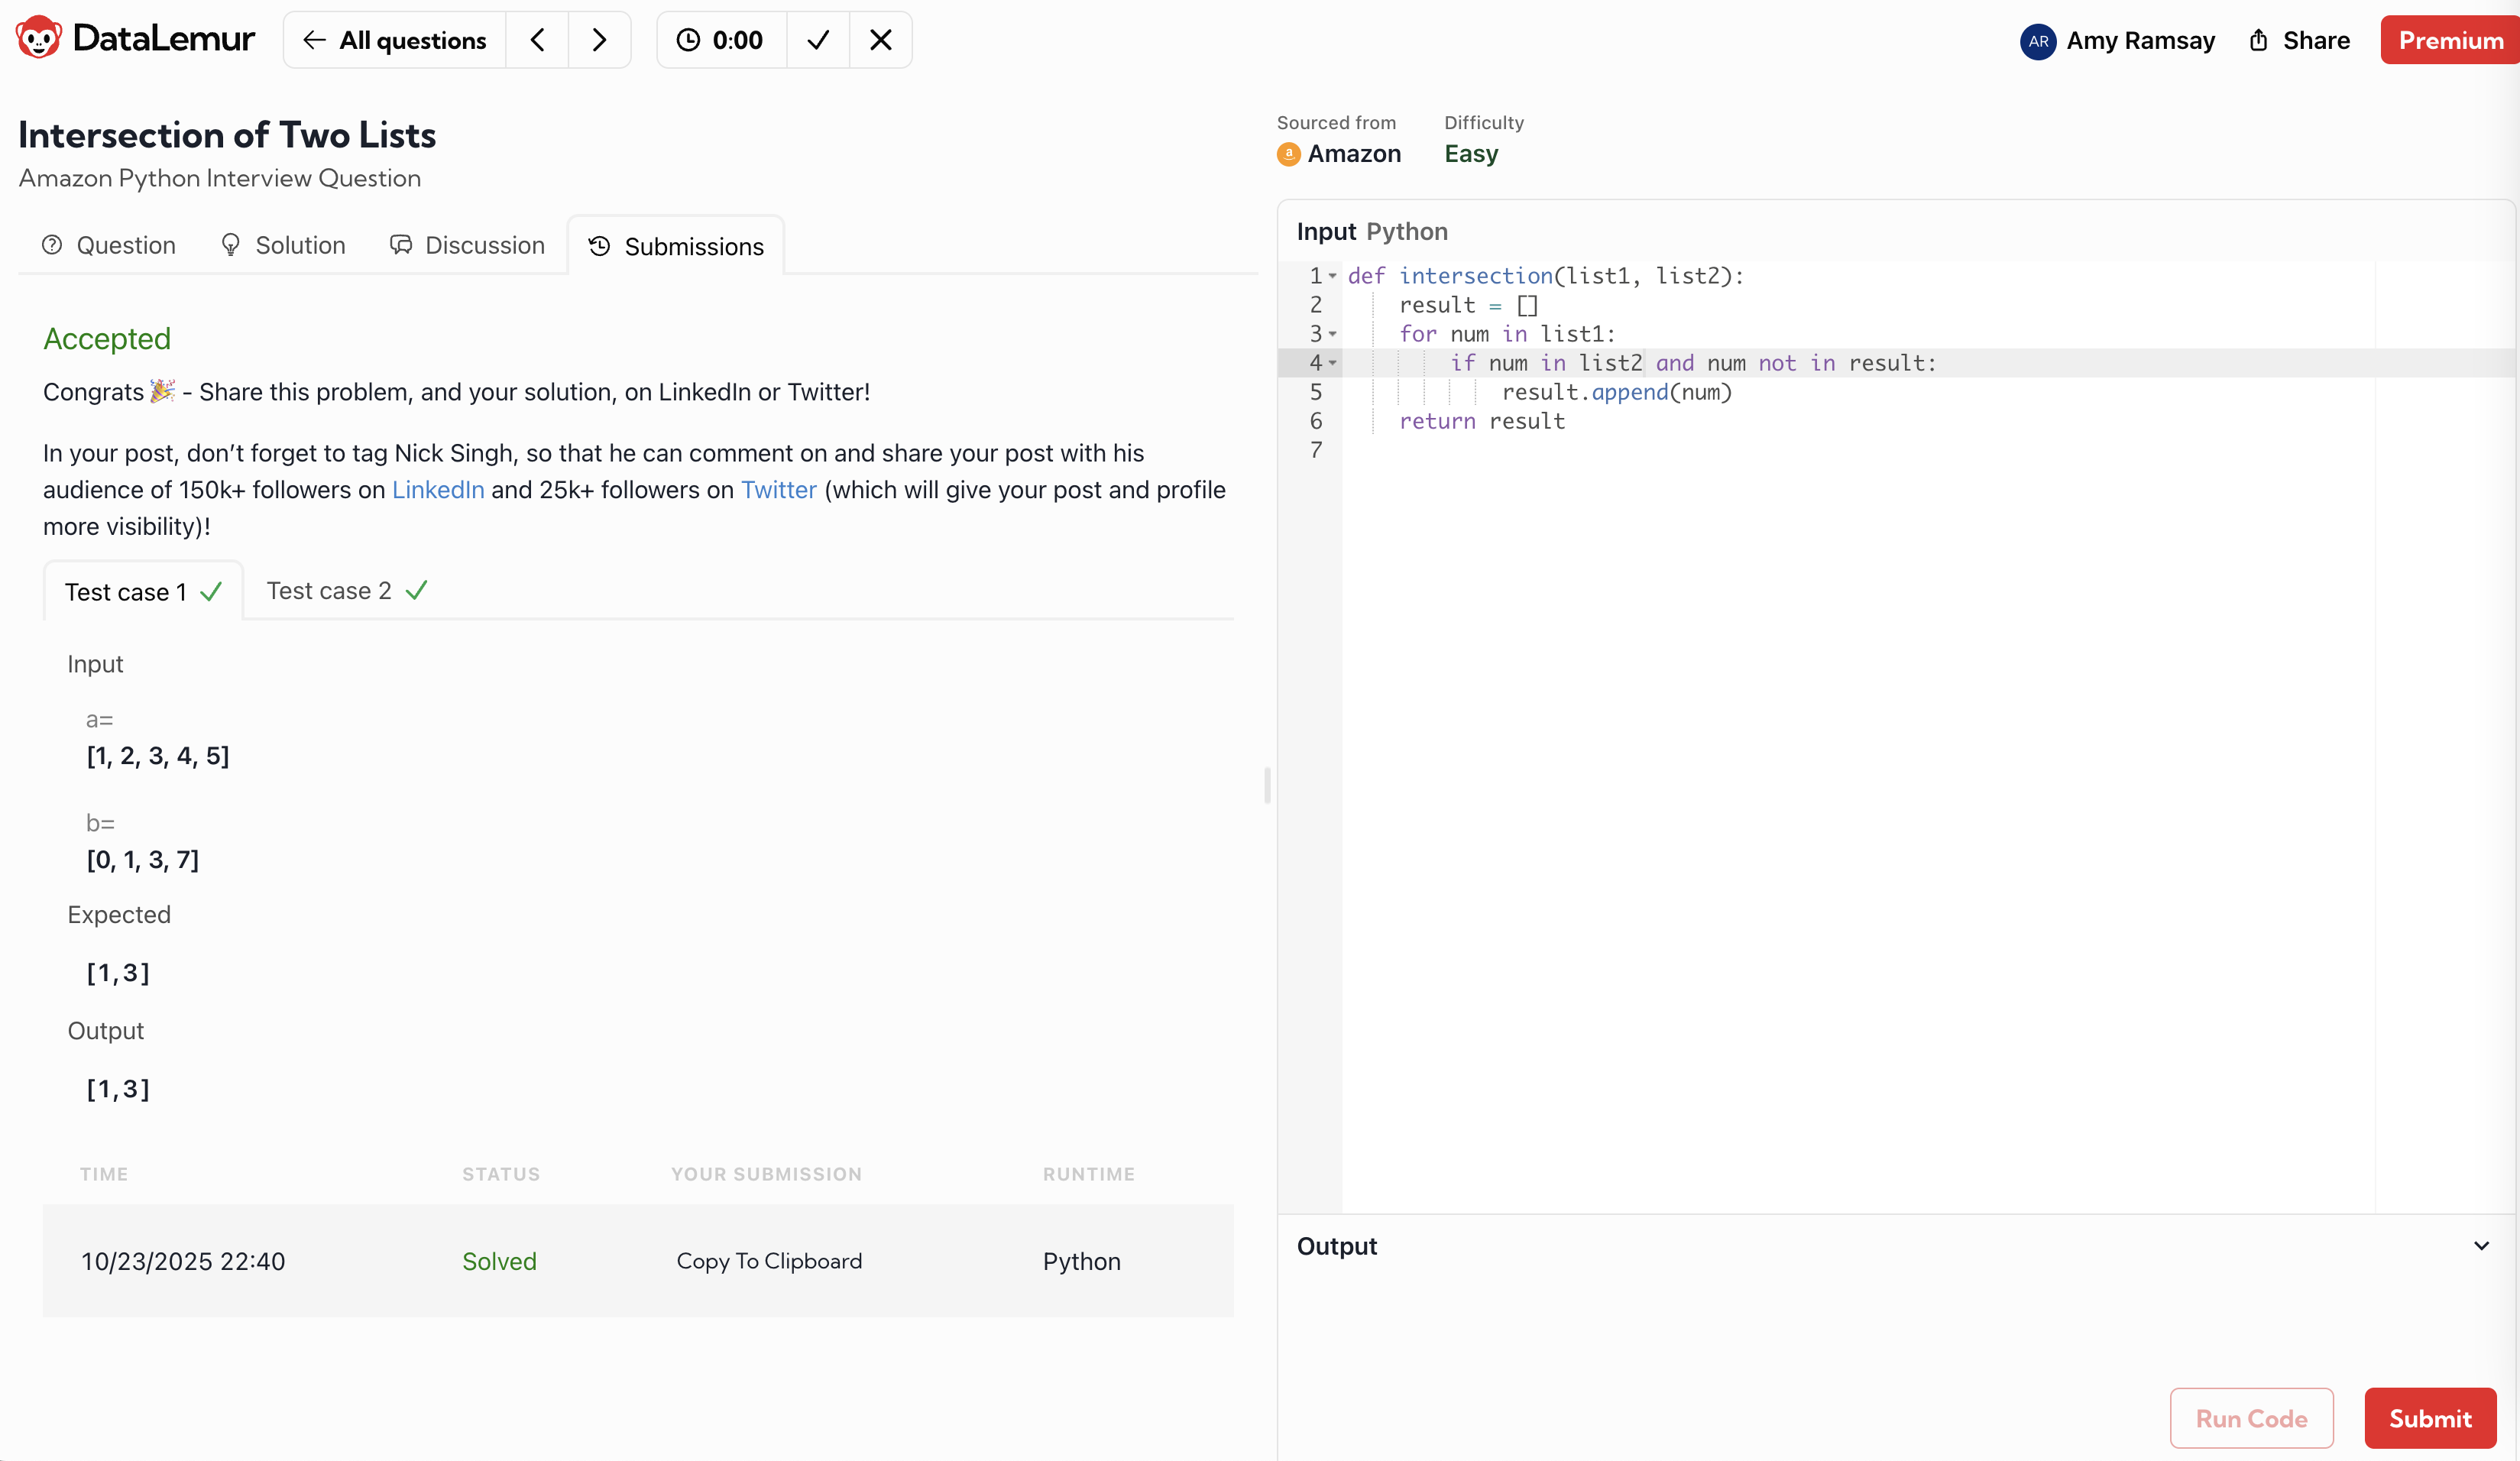 DataLemur
All questions
0:00
AR Amy Ramsay
Share
Premium
Intersection of Two Lists
Amazon Python Interview Question
Sourced from
a Amazon
Difficulty
Easy
Question
Solution
Discussion
Submissions
Accepted
Congrats 🎉 - Share this problem, and your solution, on LinkedIn or Twitter!
In your post, don’t forget to tag Nick Singh, so that he can comment on and share your post with his
audience of 150k+ followers on LinkedIn and 25k+ followers on Twitter (which will give your post and profile
more visibility)!
Test case 1
Test case 2
Input
a=
[1, 2, 3, 4, 5]
b=
[0, 1, 3, 7]
Expected
[1,3]
Output
[1,3]
TIME STATUS YOUR SUBMISSION RUNTIME
10/23/2025 22:40 Solved Copy To Clipboard Python
Input Python
1 def intersection(list1, list2):
2 result = []
3 for num in list1:
4 if num in list2 and num not in result:
5 result.append(num)
6 return result
7
Output
Run Code
Submit